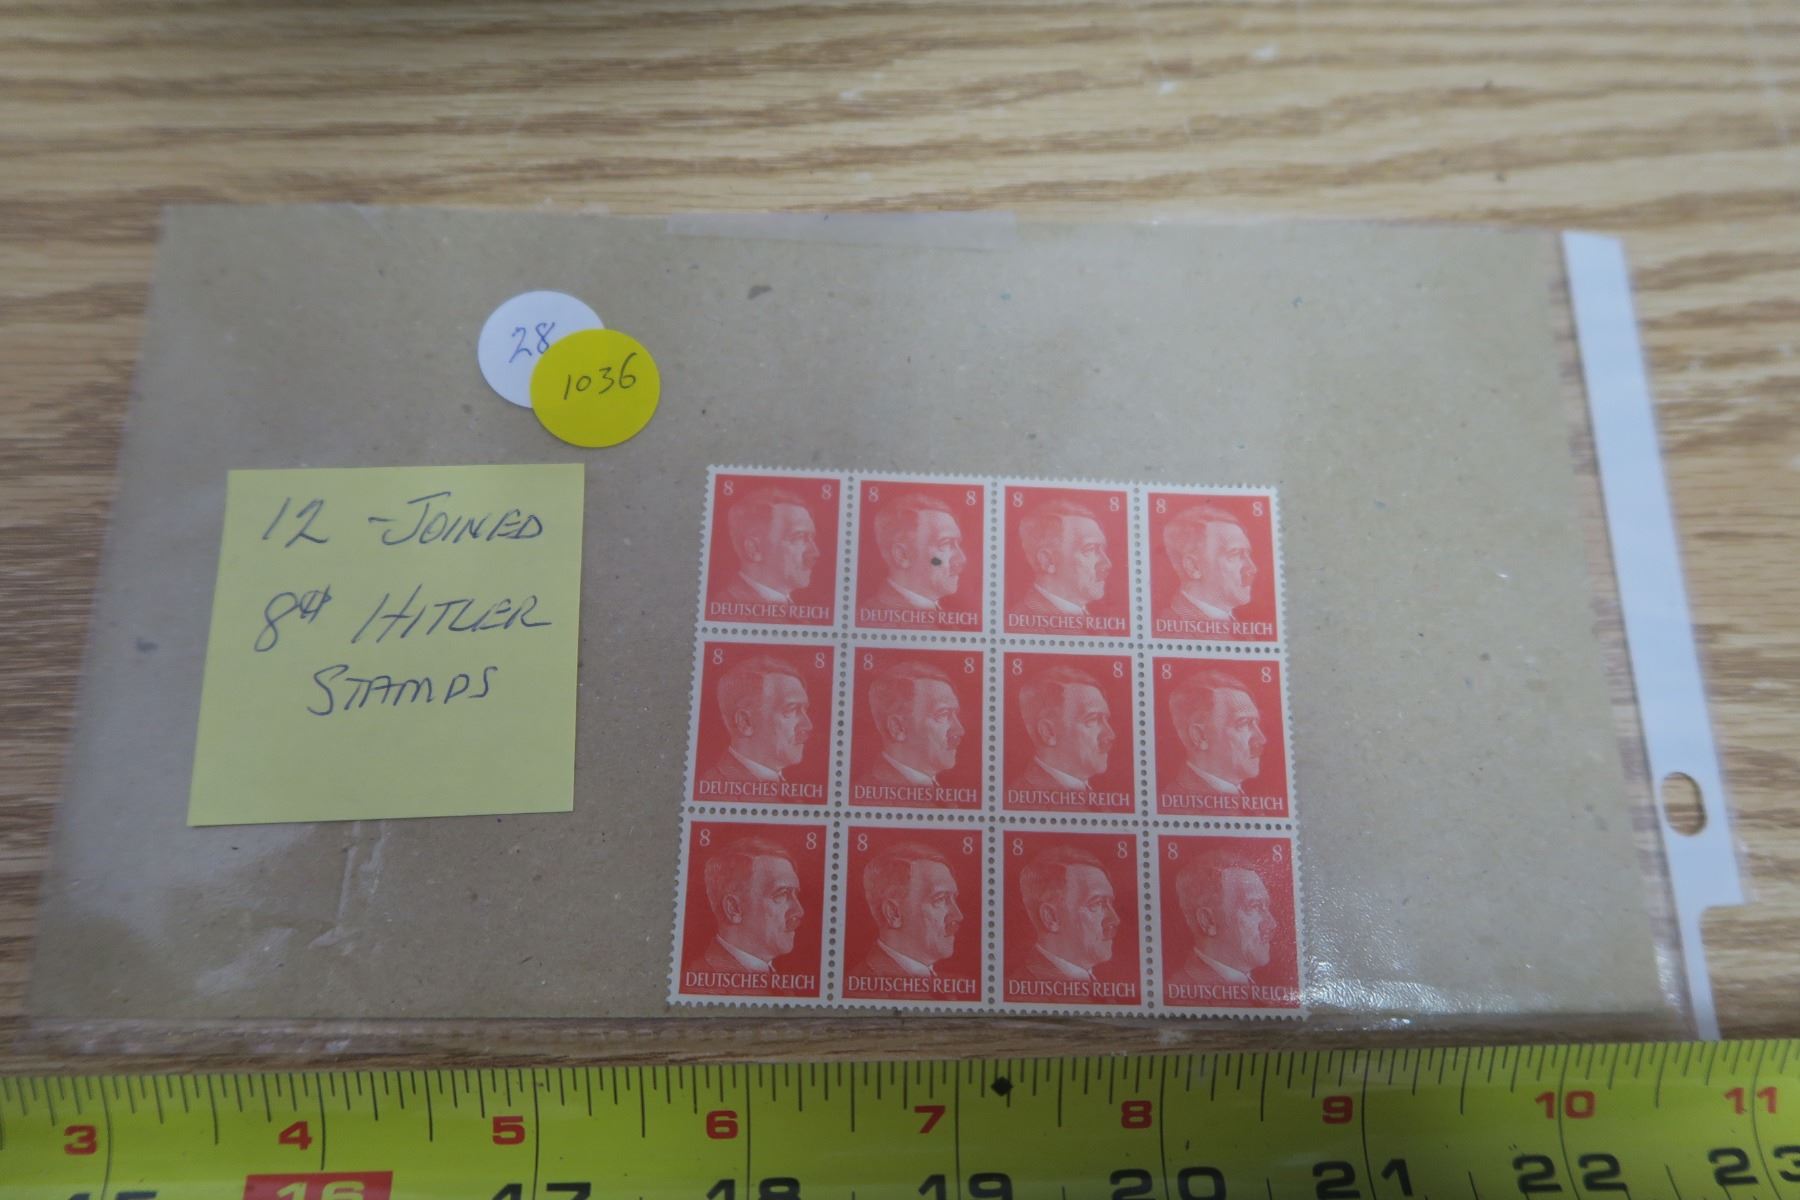 28
1036
12 - JOINED
8¢ HITLER
STAMPS
8 8 8 8 8 8 8 8
DEUTSCHES REICH DEUTSCHES REICH DEUTSCHES REICH DEUTSCHES REICH
8 8 8 8 8 8 8 8
DEUTSCHES REICH DEUTSCHES REICH DEUTSCHES REICH DEUTSCHES REICH
8 8 8 8 8 8 8 8
DEUTSCHES REICH DEUTSCHES REICH DEUTSCHES REICH DEUTSCHES REICH
3 4 5 6 7 8 9 10 11
15 16 17 18 19 20 21 22 23